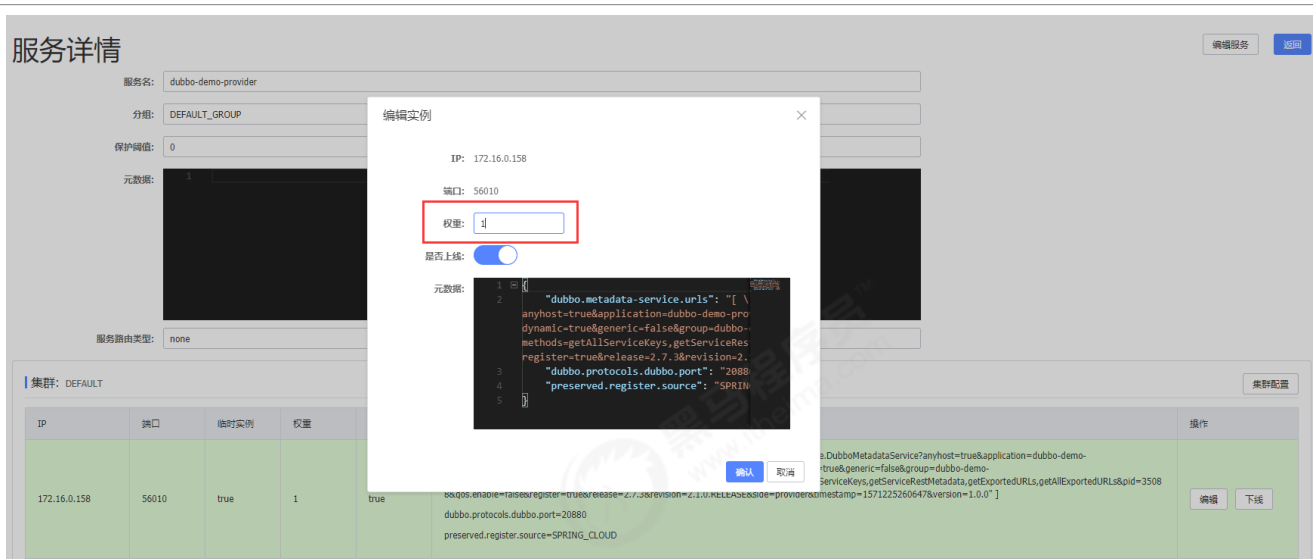 服务详情
编辑服务
返回
服务名: dubbo-demo-provider
分组: DEFAULT_GROUP
保护阈值: 0
元数据:
1
服务路由类型: none
编辑实例
IP: 172.16.0.158
端口: 56010
权重: 1
是否上线:
元数据:
1 {
2 "dubbo.metadata-service.urls": "[ \
anyhost=true&application=dubbo-demo-pro
dynamic=true&generic=false&group=dubbo-
methods=getAllServiceKeys,getServiceRes
register=true&release=2.7.3&revision=2.
3 "dubbo.protocols.dubbo.port": "2088
4 "preserved.register.source": "SPRIN
5 }
确认
取消
集群: DEFAULT
集群配置
IP 端口 临时实例 权重 操作
172.16.0.158 56010 true 1 true
e.DubboMetadataService?anyhost=true&application=dubbo-demo-
=true&generic=false&group=dubbo-demo-
ServiceKeys,getServiceRestMetadata,getExportedURLs,getAllExportedURLs&pid=3508
8&qos.enable=false&register=true&release=2.7.3&revision=2.1.0.RELEASE&side=provider&timestamp=1571225260647&version=1.0.0" ]
dubbo.protocols.dubbo.port=20880
preserved.register.source=SPRING_CLOUD
编辑
下线
黑马程序员
www.itheima.com